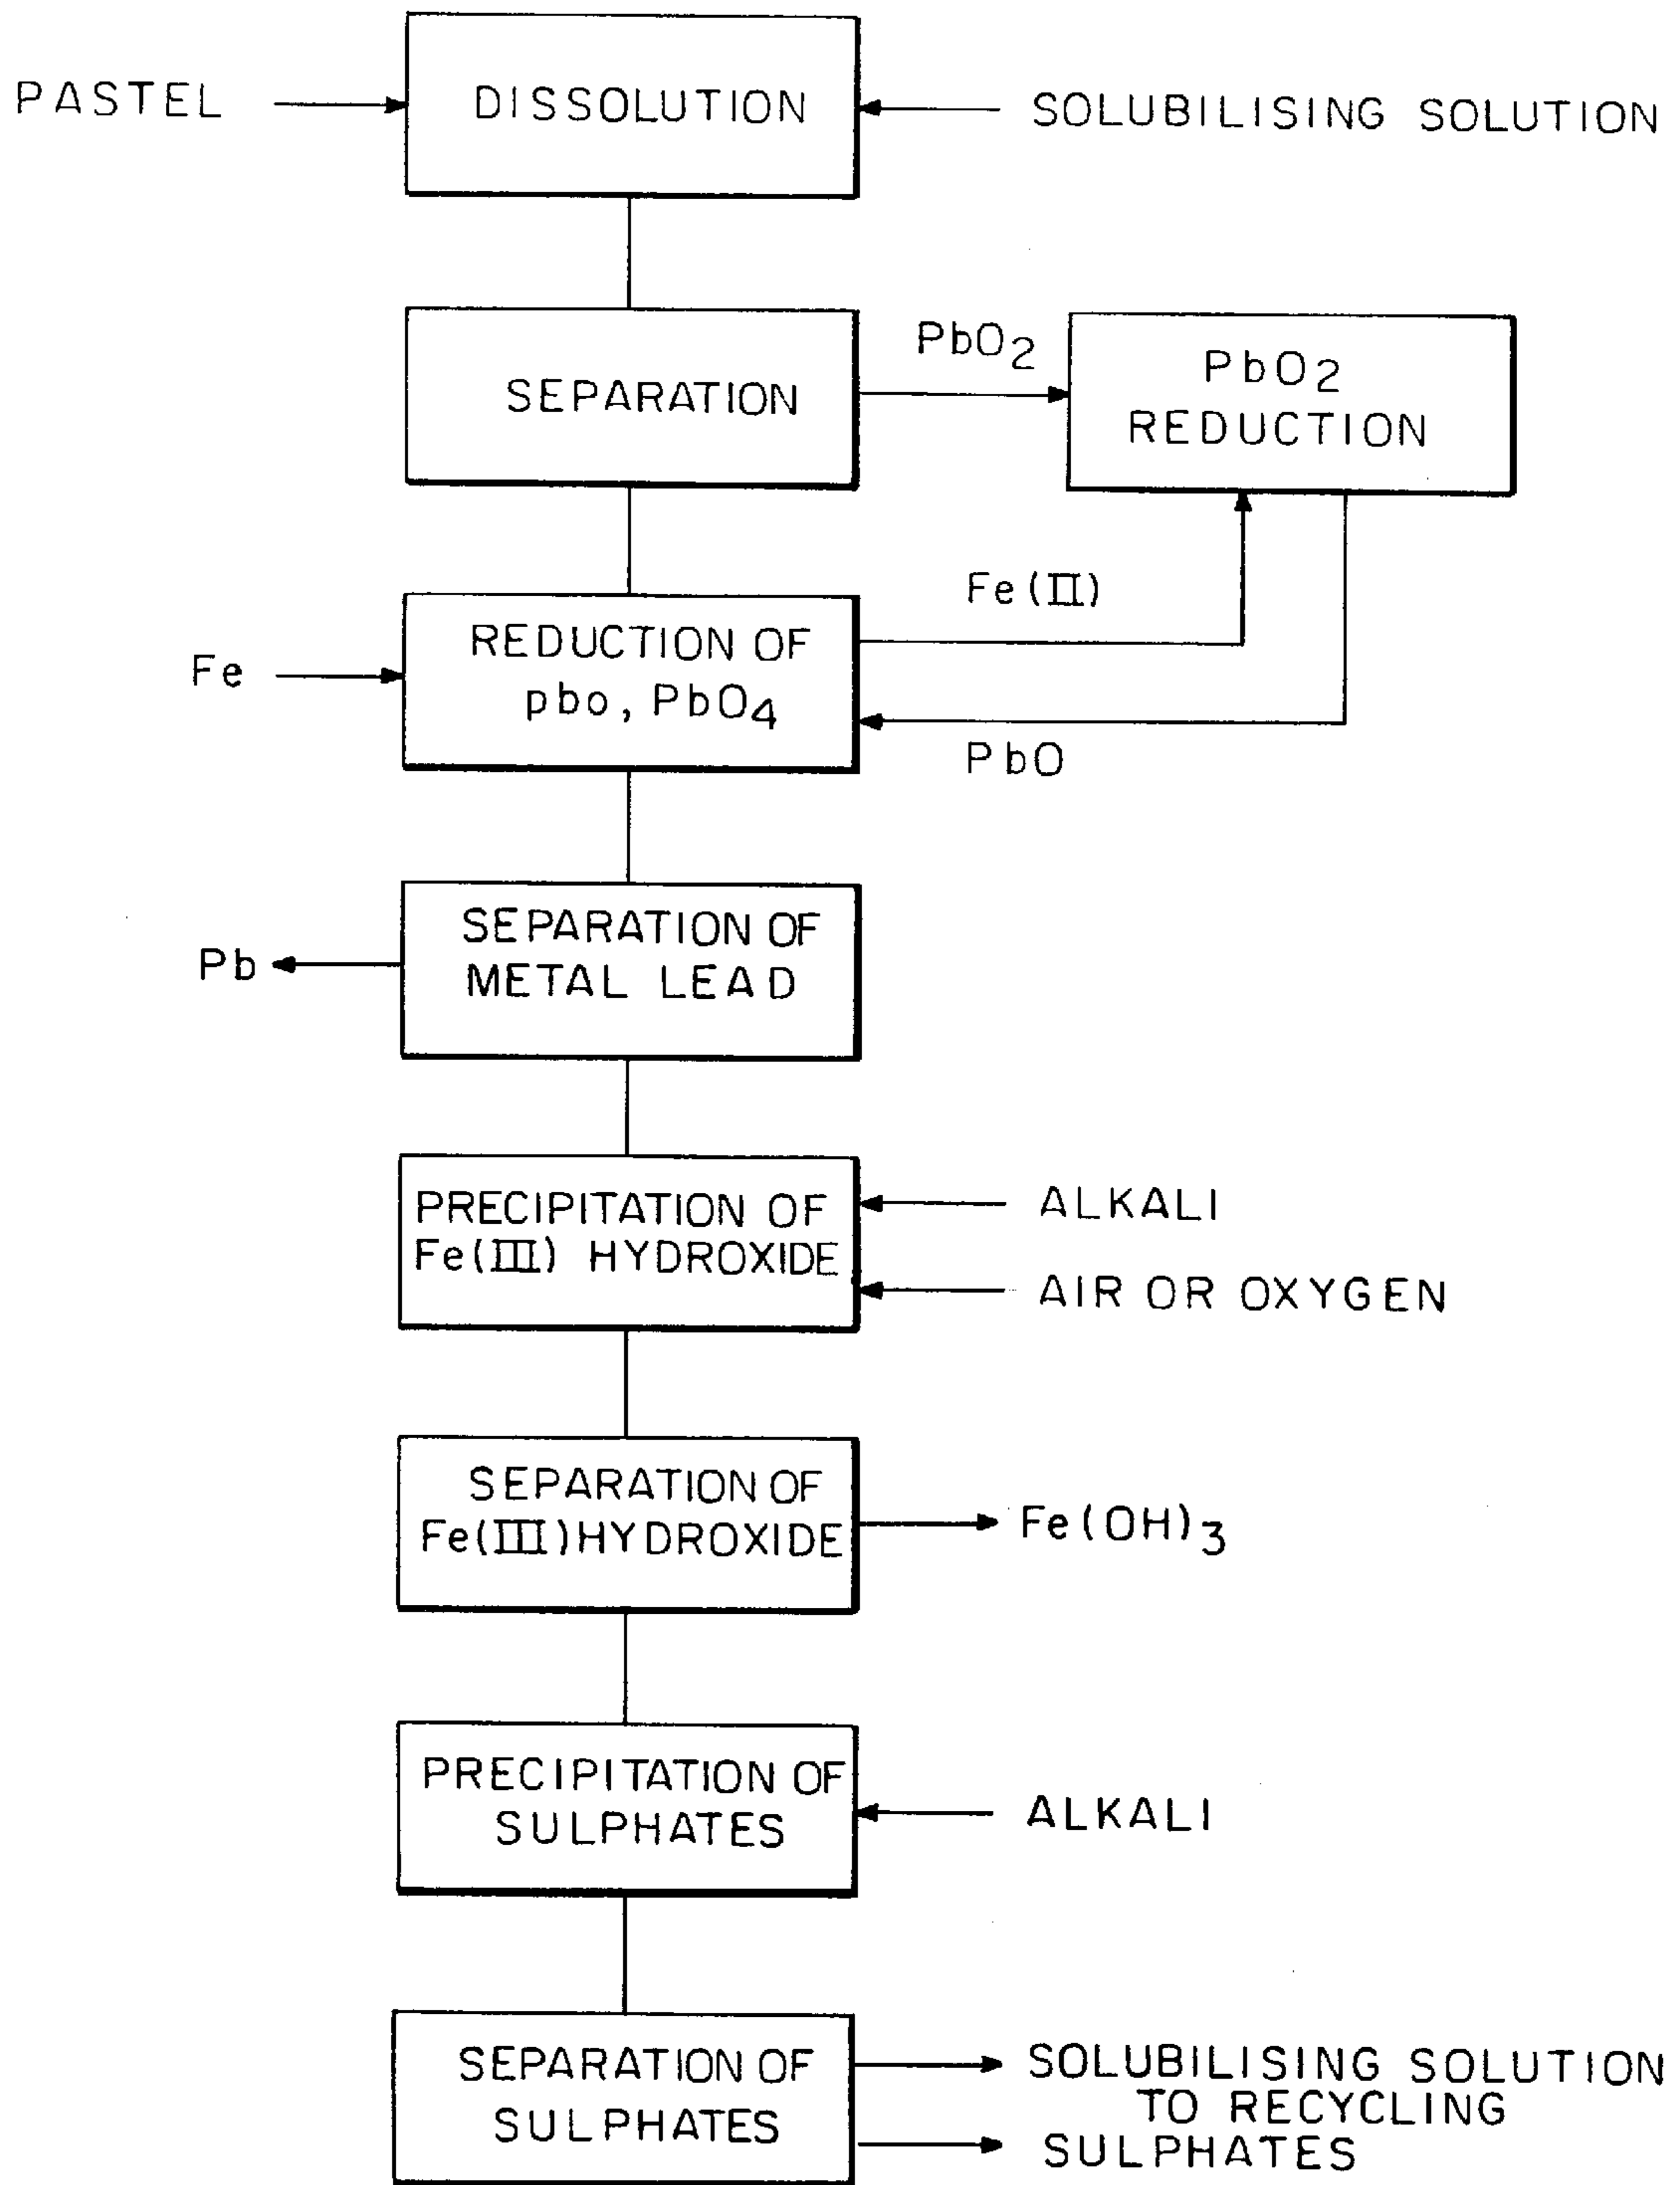 PASTEL
DISSOLUTION
SOLUBILISING SOLUTION
SEPARATION
PbO2
PbO2
REDUCTION
Fe(II)
Fe
REDUCTION OF
pbo, PbO4
PbO
Pb
SEPARATION OF
METAL LEAD
PRECIPITATION OF
Fe(III) HYDROXIDE
ALKALI
AIR OR OXYGEN
SEPARATION OF
Fe(III)HYDROXIDE
Fe(OH)3
PRECIPITATION OF
SULPHATES
ALKALI
SEPARATION OF
SULPHATES
SOLUBILISING SOLUTION
TO RECYCLING
SULPHATES